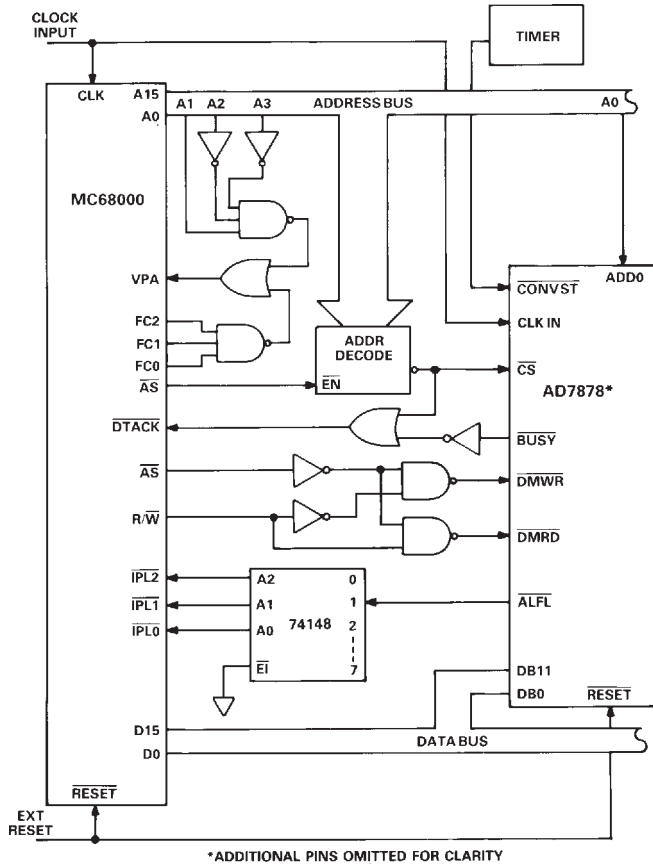 CLOCK
INPUT
TIMER
CLK
A15
A1 A2 A3
ADDRESS BUS
A0
A0
MC68000
ADD0
VPA
CONVST
FC2
CLK IN
FC1
ADDR
DECODE
FC0
CS
AS
EN
AD7878*
DTACK
BUSY
AS
DMWR
R/W
DMRD
IPL2
A2 0
IPL1
A1 1
ALFL
IPL0
A0 74148 2
EI 7
DB11
DB0
RESET
D15
DATA BUS
D0
RESET
EXT
RESET
*ADDITIONAL PINS OMITTED FOR CLARITY